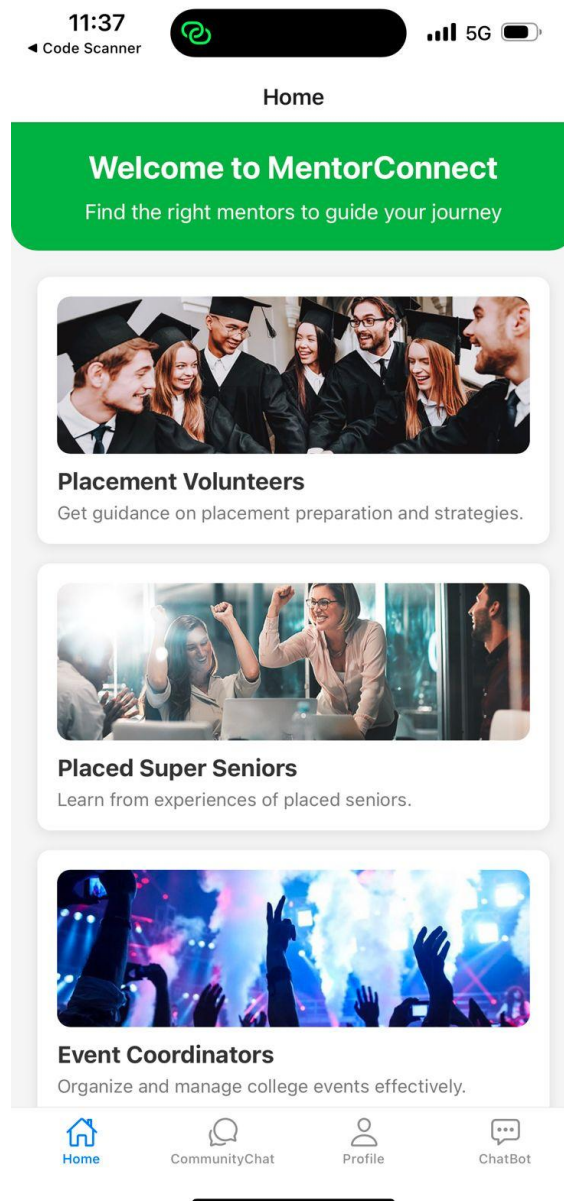 11:37
◀ Code Scanner
5G
Home
Welcome to MentorConnect
Find the right mentors to guide your journey
Placement Volunteers
Get guidance on placement preparation and strategies.
Placed Super Seniors
Learn from experiences of placed seniors.
Event Coordinators
Organize and manage college events effectively.
Home
CommunityChat
Profile
ChatBot